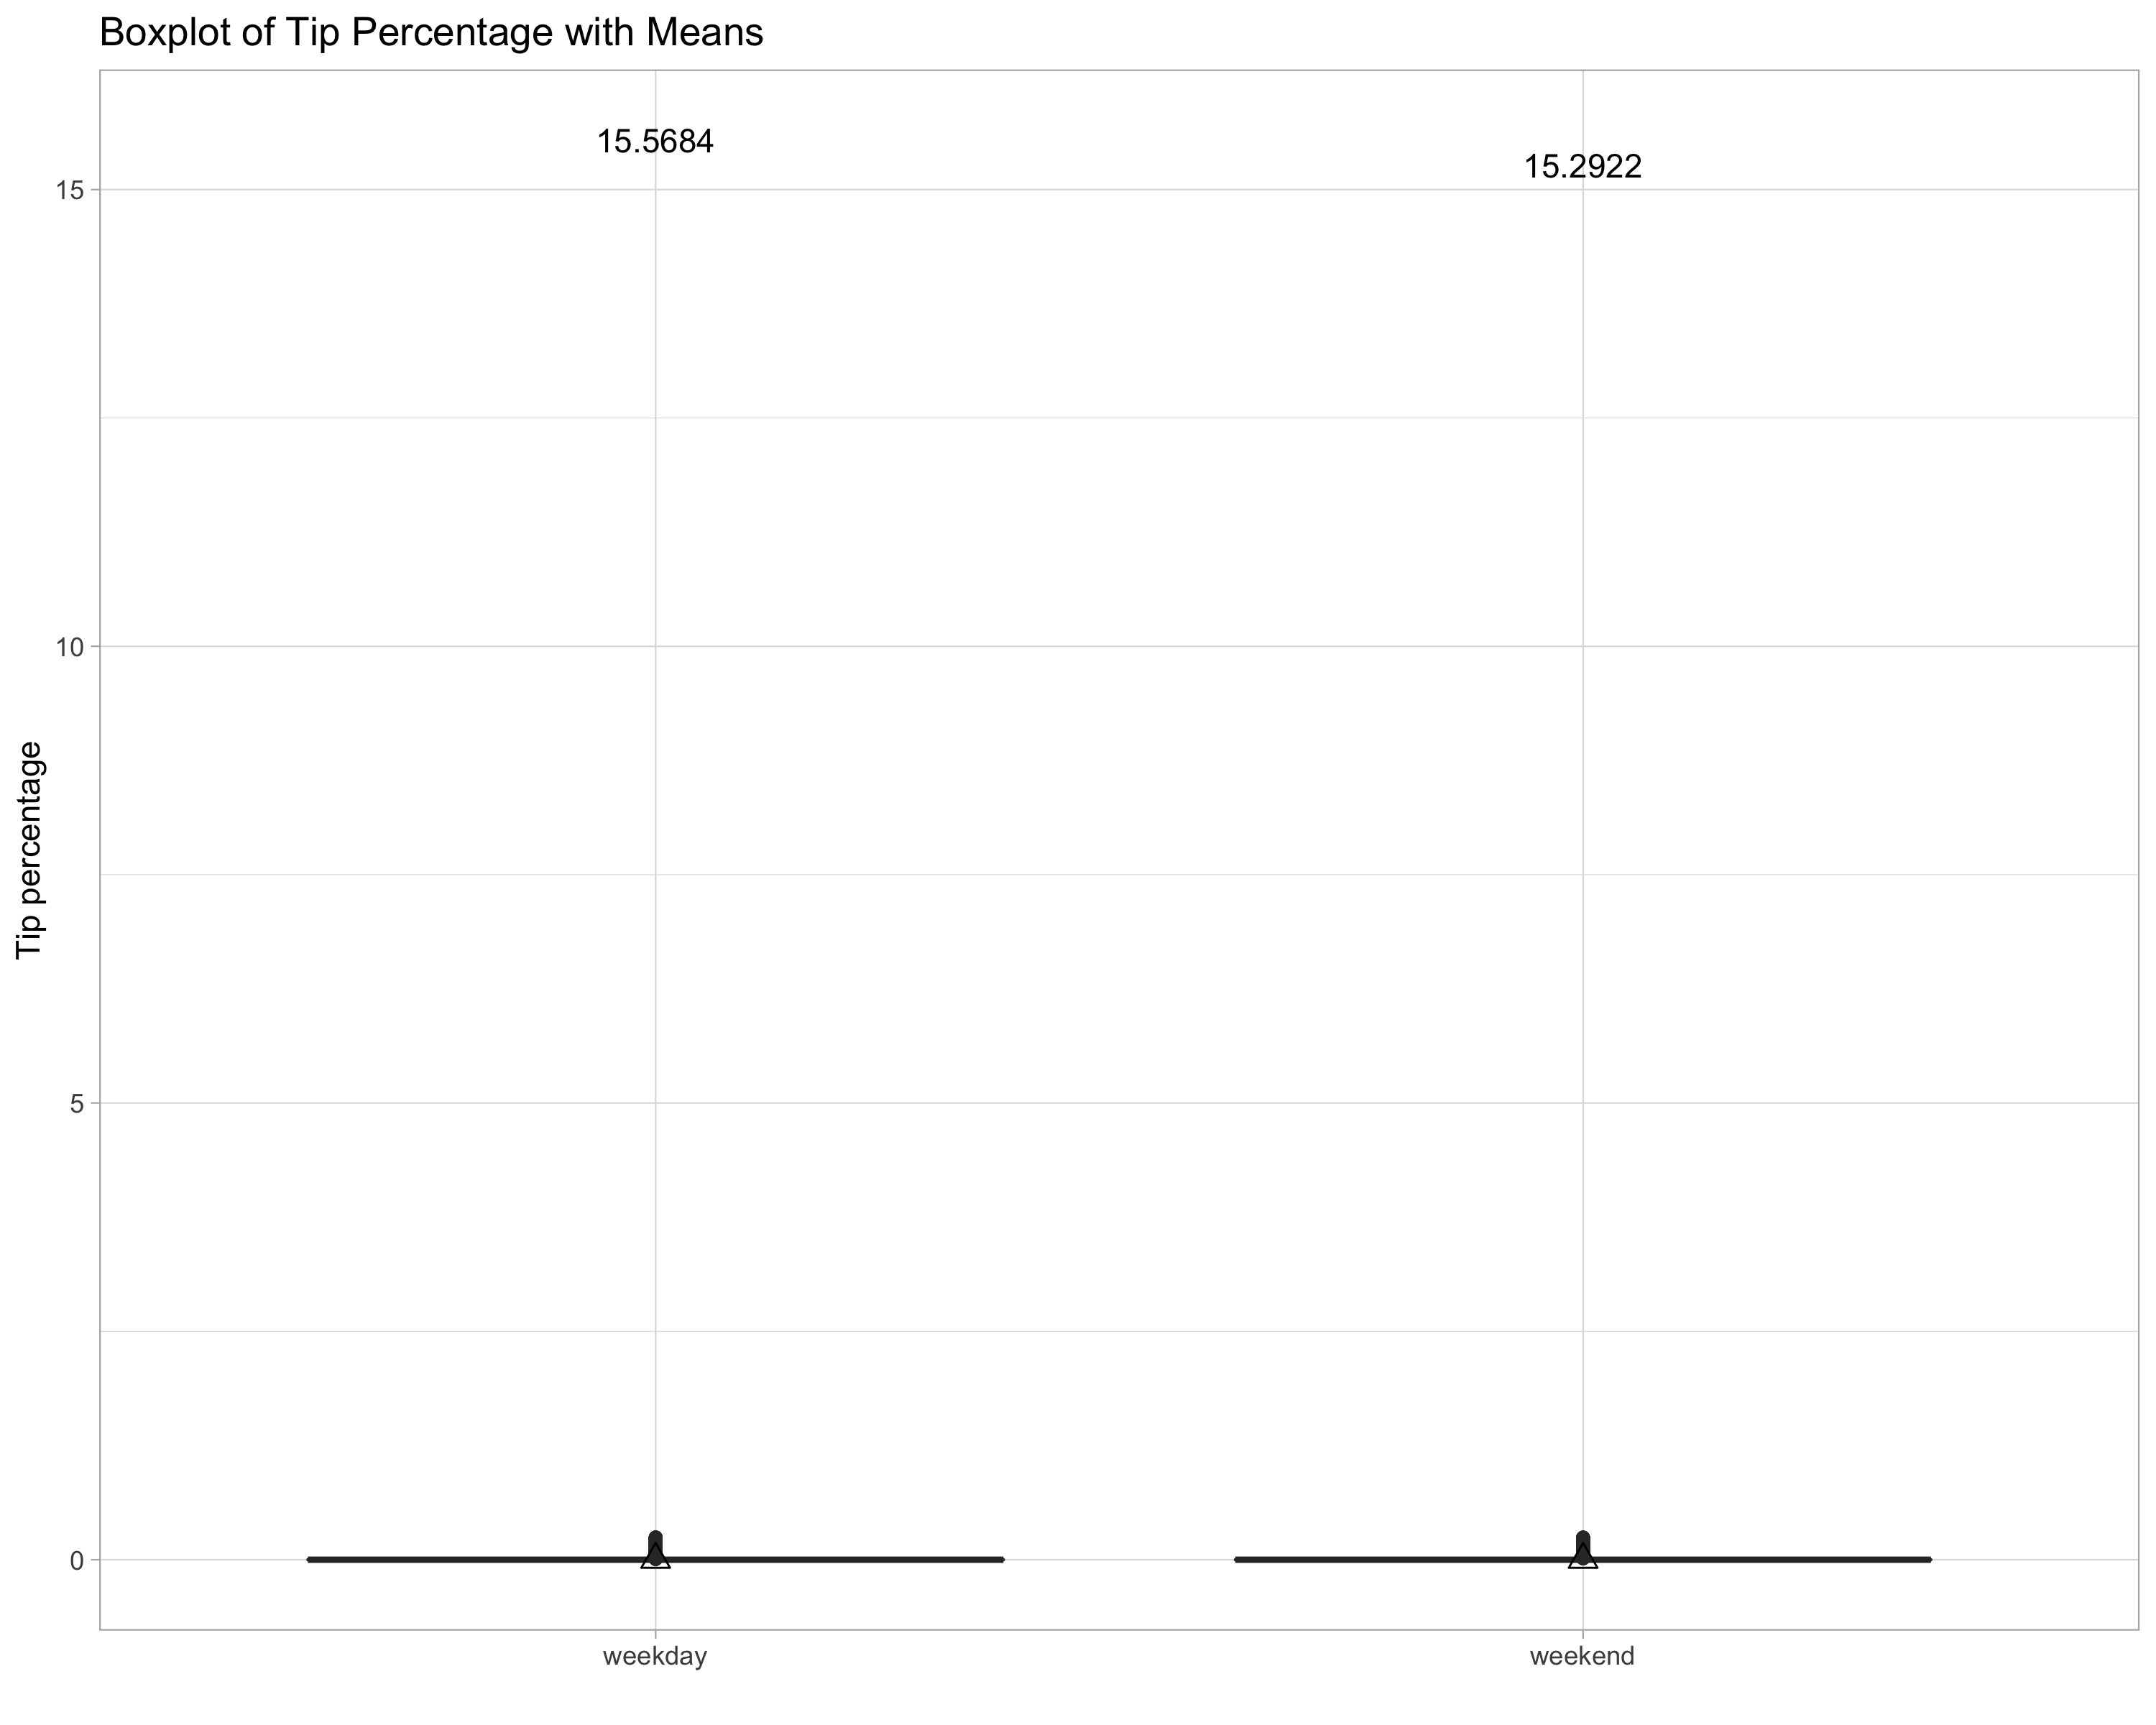 Boxplot of Tip Percentage with Means
15.5684
15.2922
15
10
5
0
Tip percentage
weekday
weekend